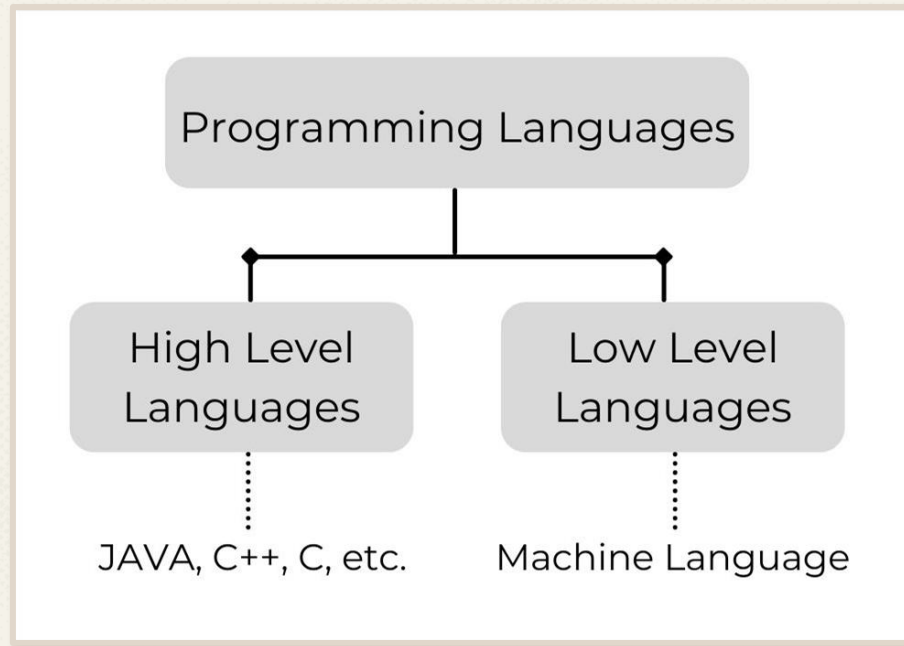 Programming Languages
High Level
Languages
Low Level
Languages
JAVA, C++, C, etc.
Machine Language